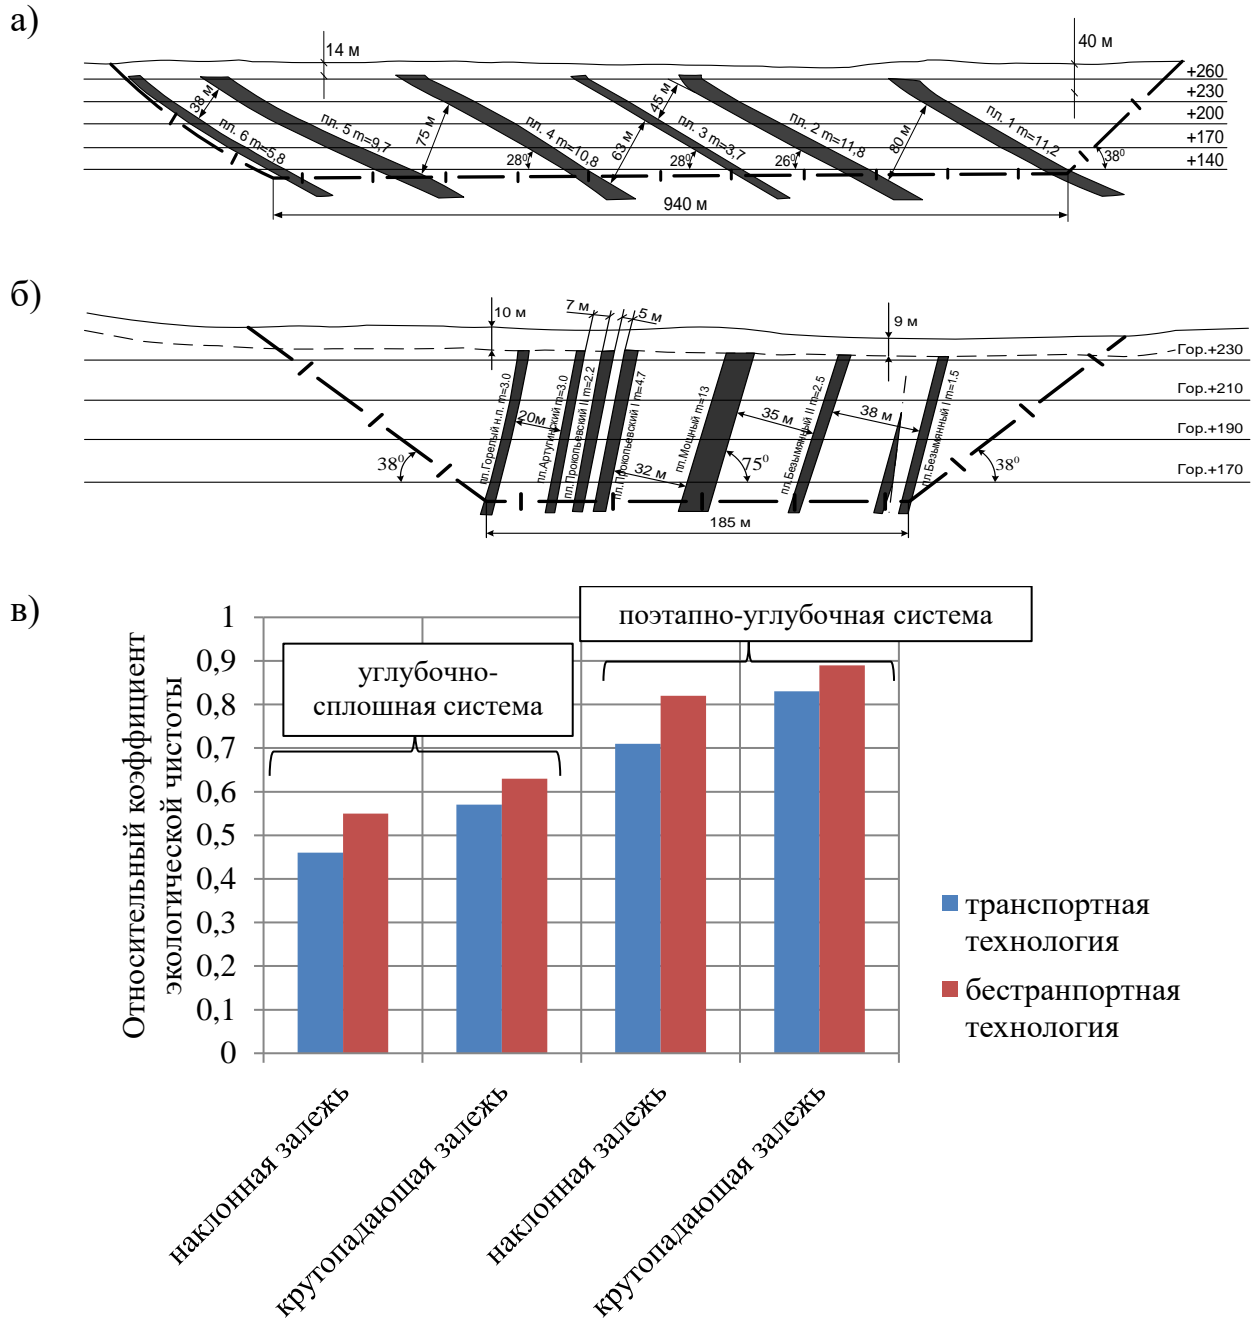 а)
14 м
40 м
+260
+230
+200
+170
+140
38 м
75 м
45 м
63 м
80 м
пл. 6 m=5,8
пл. 5 m=9,7
пл. 4 m=10,8
пл. 3 m=3,7
пл. 2 m=11,8
пл. 1 m=11,2
28⁰
28⁰
26⁰
38⁰
940 м
б)
10 м
7 м
5 м
9 м
Гор.+230
Гор.+210
Гор.+190
Гор.+170
пл.Горелый н.п. m=3.0
20м
пл.Артугинский m=3.0
пл.Прокопьевский II m=2.2
пл.Прокопьевский I m=4.7
32 м
пл.Мощный m=13
35 м
пл.Безымянный II m=2.5
38 м
пл.Безымянный I m=1.5
38⁰
75⁰
38⁰
185 м
в)
Относительный коэффициент
экологической чистоты
1
0,9
0,8
0,7
0,6
0,5
0,4
0,3
0,2
0,1
0
углубочно-
сплошная система
поэтапно-углубочная система
транспортная
технология
бестранпортная
технология
наклонная залежь
крутопадающая залежь
наклонная залежь
крутопадающая залежь